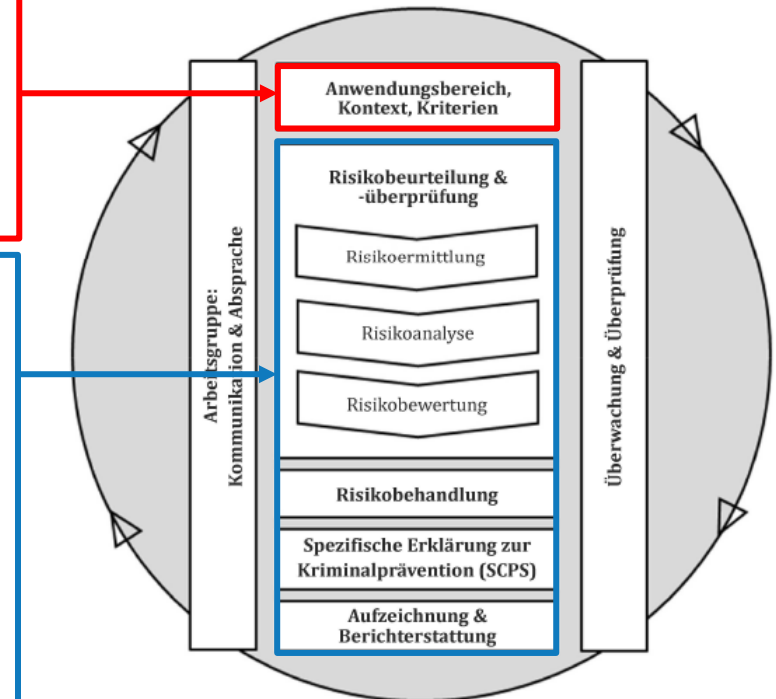 Anwendungsbereich,
Kontext, Kriterien
Risikobeurteilung &
-überprüfung
Risikoermittlung
Risikoanalyse
Risikobewertung
Risikobehandlung
Spezifische Erklärung zur
Kriminalprävention (SCPS)
Aufzeichnung &
Berichterstattung
Arbeitsgruppe:
Kommunikation & Absprache
Überwachung & Überprüfung